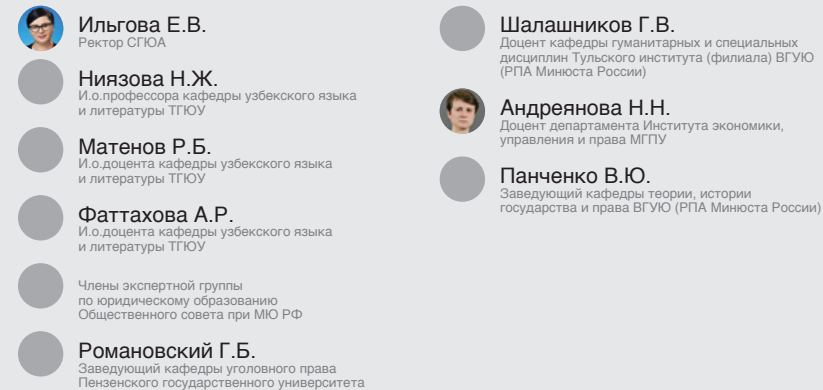 Ильгова Е.В.
Ректор СГЮА
Ниязова Н.Ж.
И.о.профессора кафедры узбекского языка
и литературы ТГЮУ
Матенов Р.Б.
И.о.доцента кафедры узбекского языка
и литературы ТГЮУ
Фаттахова А.Р.
И.о.доцента кафедры узбекского языка
и литературы ТГЮУ
Члены экспертной группы
по юридическому образованию
Общественного совета при МЮ РФ
Романовский Г.Б.
Заведующий кафедры уголовного права
Пензенского государственного университета
Шалашников Г.В.
Доцент кафедры гуманитарных и специальных
дисциплин Тульского института (филиала) ВГУЮ
(РПА Минюста России)
Андреянова Н.Н.
Доцент департамента Института экономики,
управления и права МГПУ
Панченко В.Ю.
Заведующий кафедры теории, истории
государства и права ВГУЮ (РПА Минюста России)